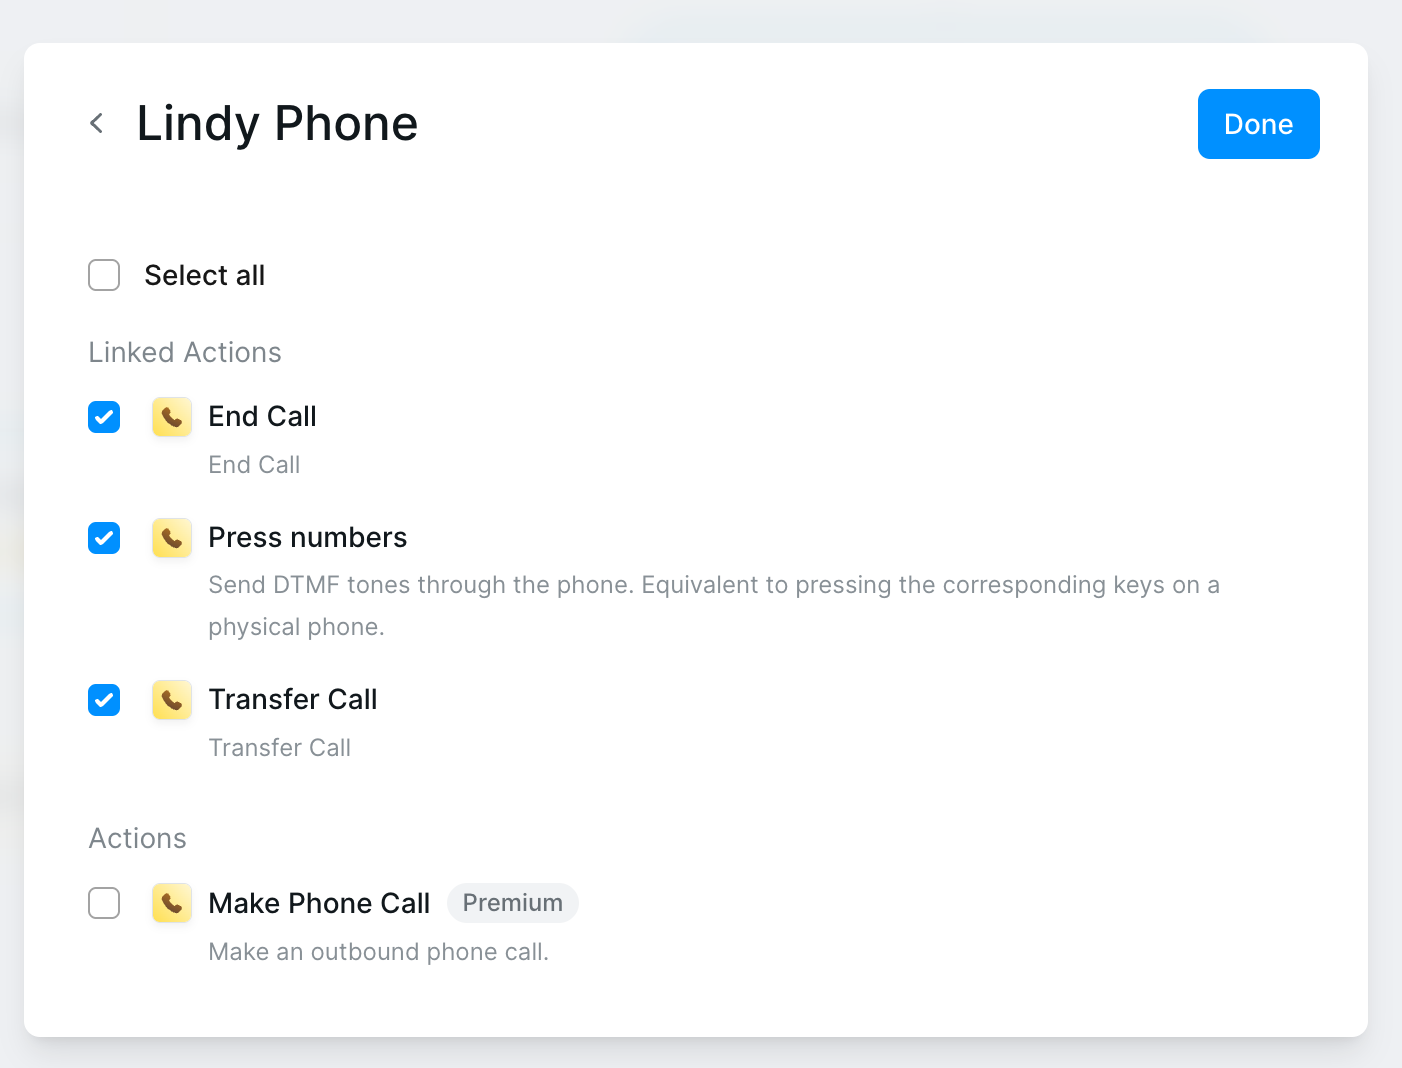 Lindy Phone
Done
Select all
Linked Actions
End Call
End Call
Press numbers
Send DTMF tones through the phone. Equivalent to pressing the corresponding keys on a
physical phone.
Transfer Call
Transfer Call
Actions
Make Phone Call Premium
Make an outbound phone call.